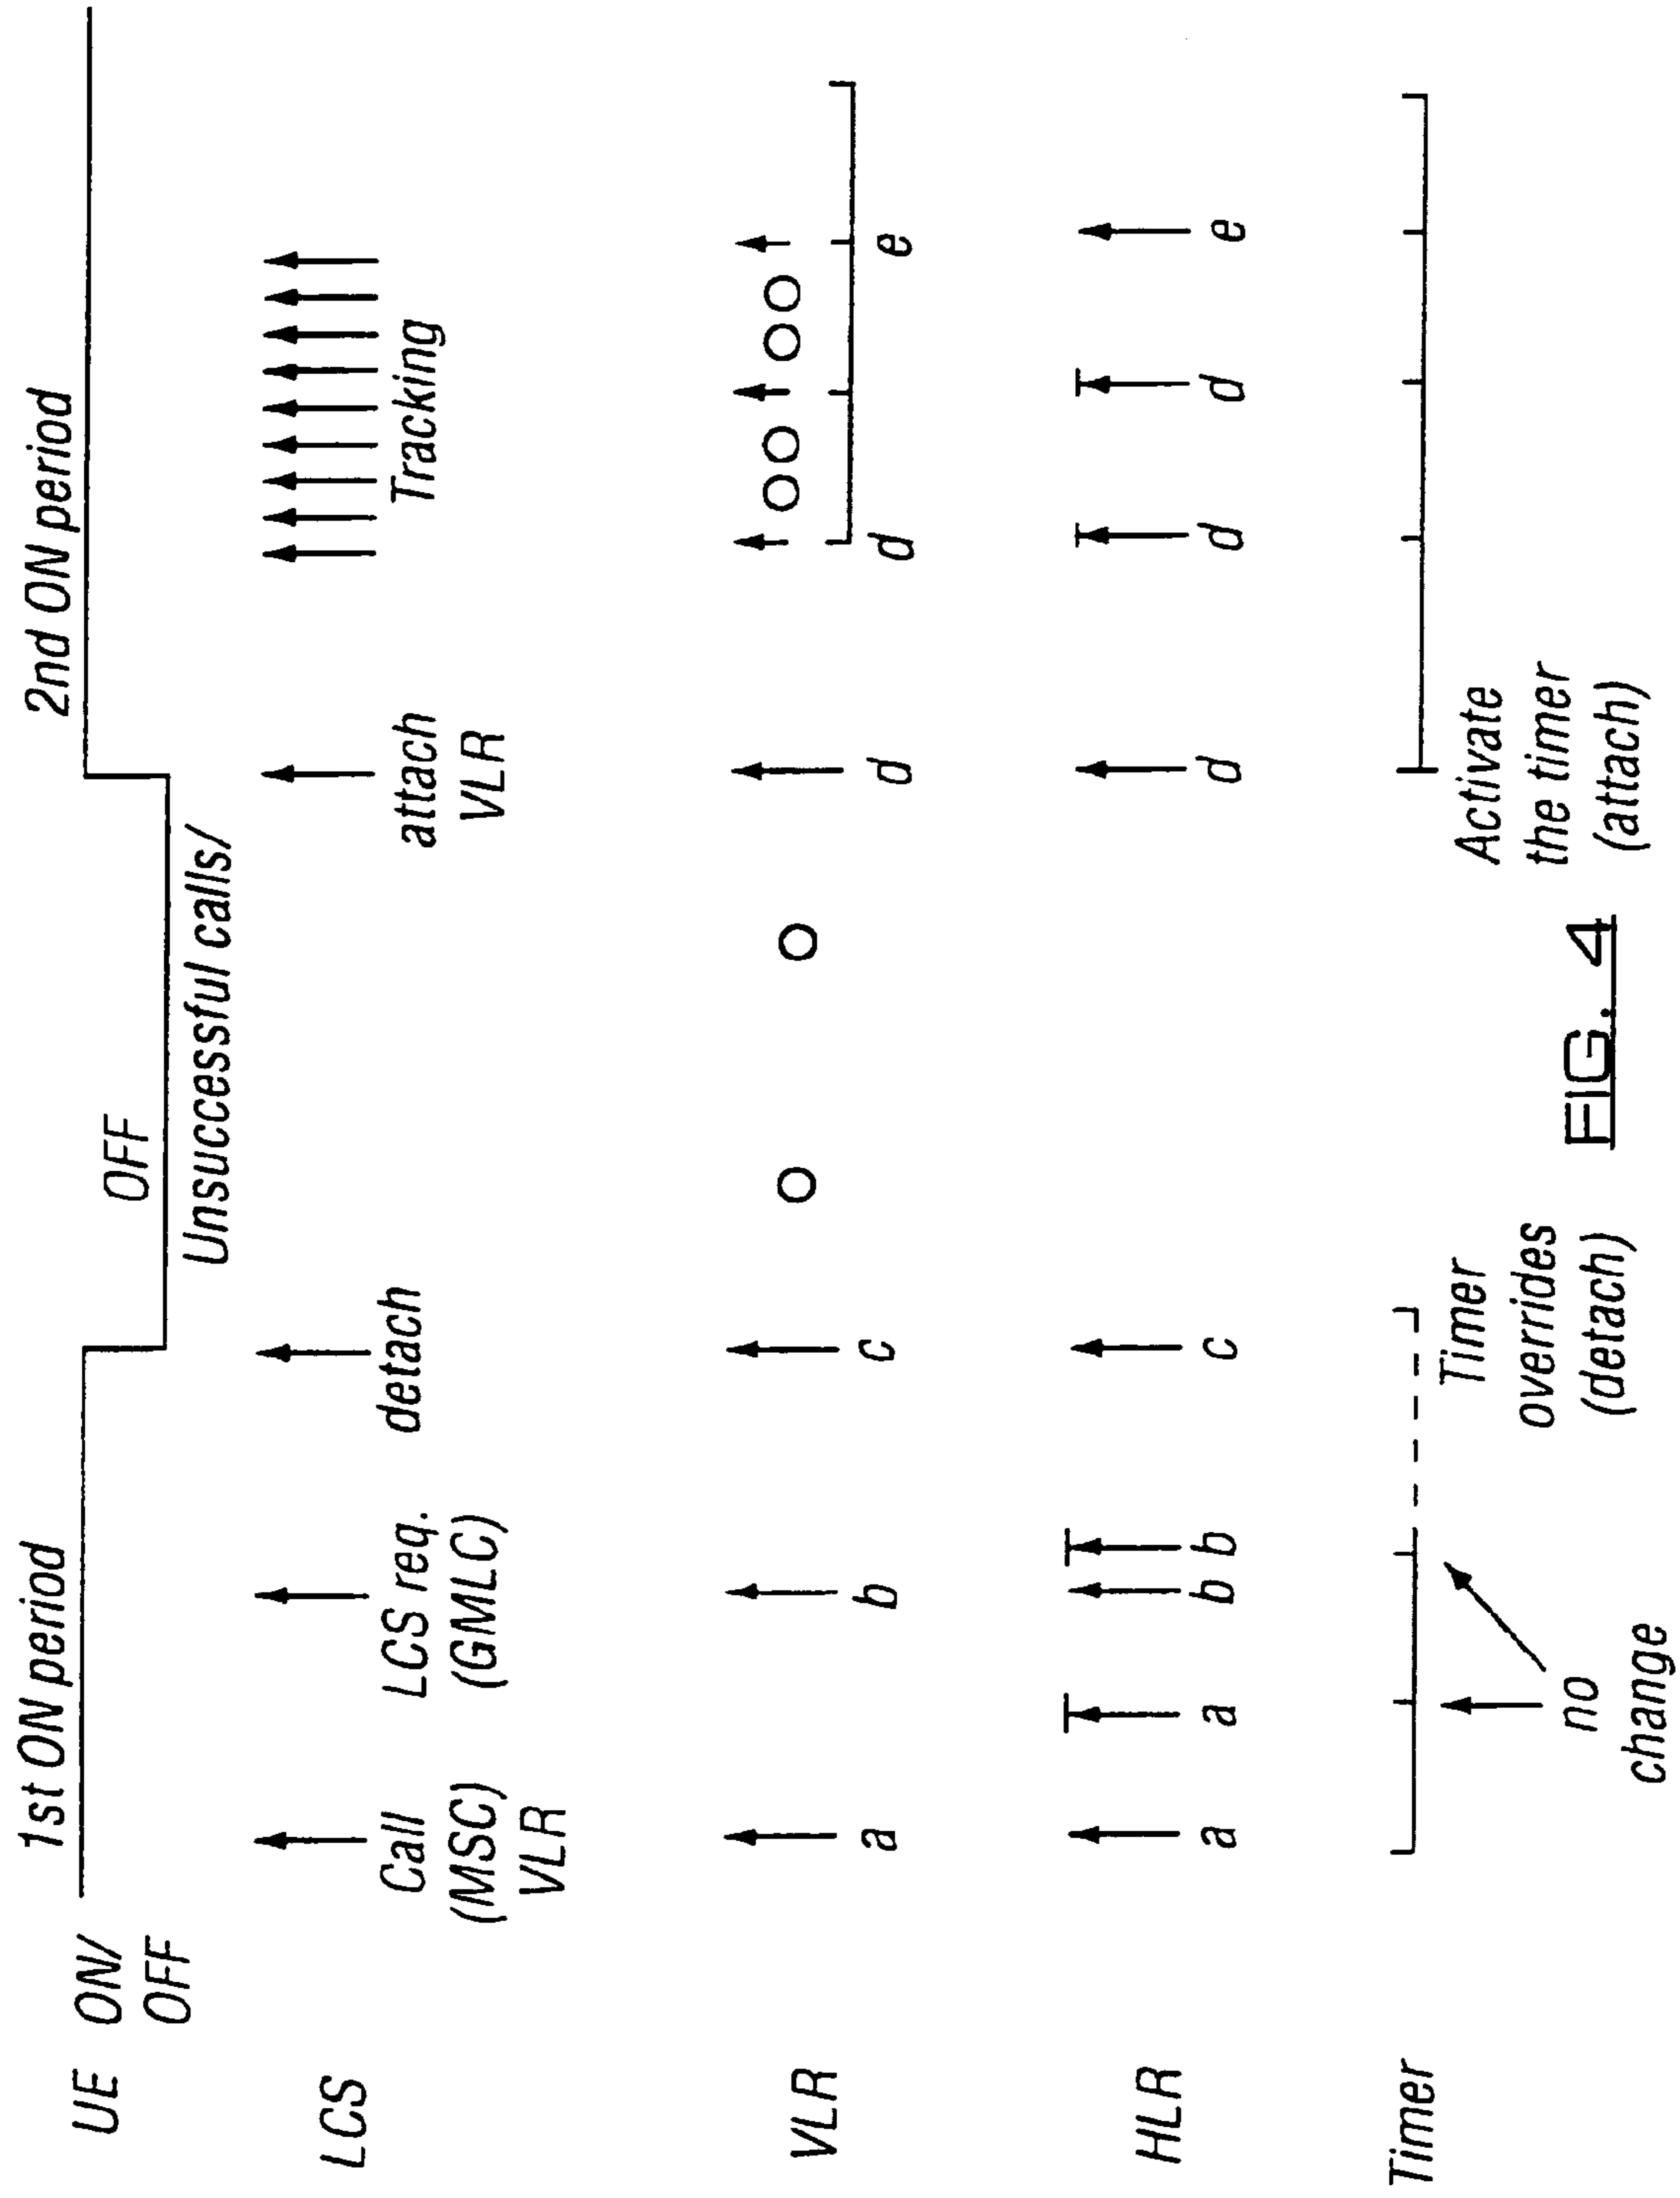 1st ON period
2nd ON period
UE ON/
OFF
OFF
Unsuccessful calls/
LCS
Call
(MSC)
VLR
LCS req.
(GMLC)
detach
attach
VLR
Tracking
VLR
a
b
c
d
d
e
HLR
a
a
b
b
c
d
d
d
e
Timer
no
change
Timer
overrides
(detach)
Activate
the timer
(attach)
FIG. 4